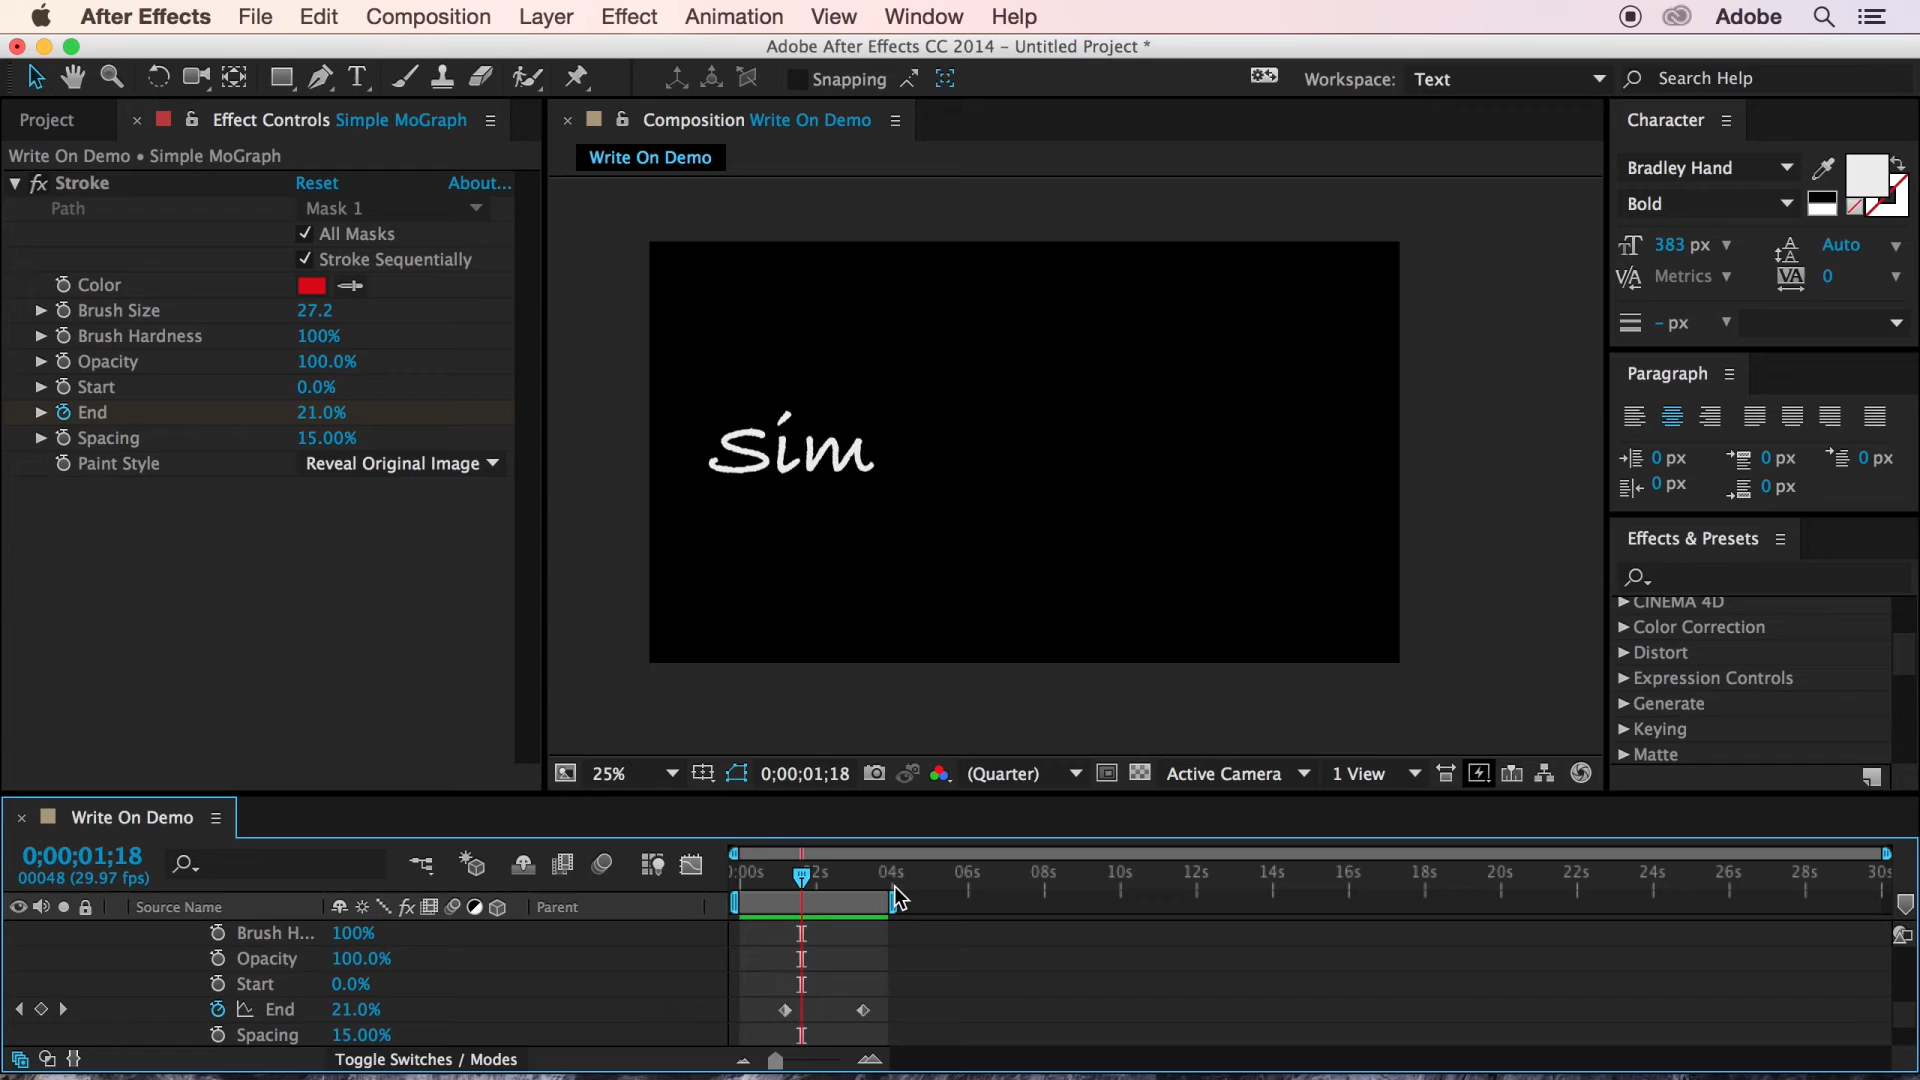 After Effects File Edit Composition Layer Effect Animation View Window Help Adobe
Adobe After Effects CC 2014 – Untitled Project *
Snapping Workspace: Text Search Help
Project Effect Controls Simple MoGraph
Write On Demo • Simple MoGraph
fx Stroke Reset About...
Path Mask 1
All Masks
Stroke Sequentially
Color
Brush Size 27.2
Brush Hardness 100%
Opacity 100.0%
Start 0.0%
End 21.0%
Spacing 15.00%
Paint Style Reveal Original Image
Composition Write On Demo
Write On Demo
Sim
25% 0;00;01;18 (Quarter) Active Camera 1 View
Character
Bradley Hand
Bold
383 px Auto
Metrics 0
– px
Paragraph
0 px 0 px 0 px
0 px 0 px
Effects & Presets
CINEMA 4D
Color Correction
Distort
Expression Controls
Generate
Keying
Matte
Write On Demo
0;00;01;18
00048 (29.97 fps)
):00s 2s 04s 06s 08s 10s 12s 14s 16s 18s 20s 22s 24s 26s 28s 30s
Source Name fx Parent
Brush H... 100%
Opacity 100.0%
Start 0.0%
End 21.0%
Spacing 15.00%
Toggle Switches / Modes